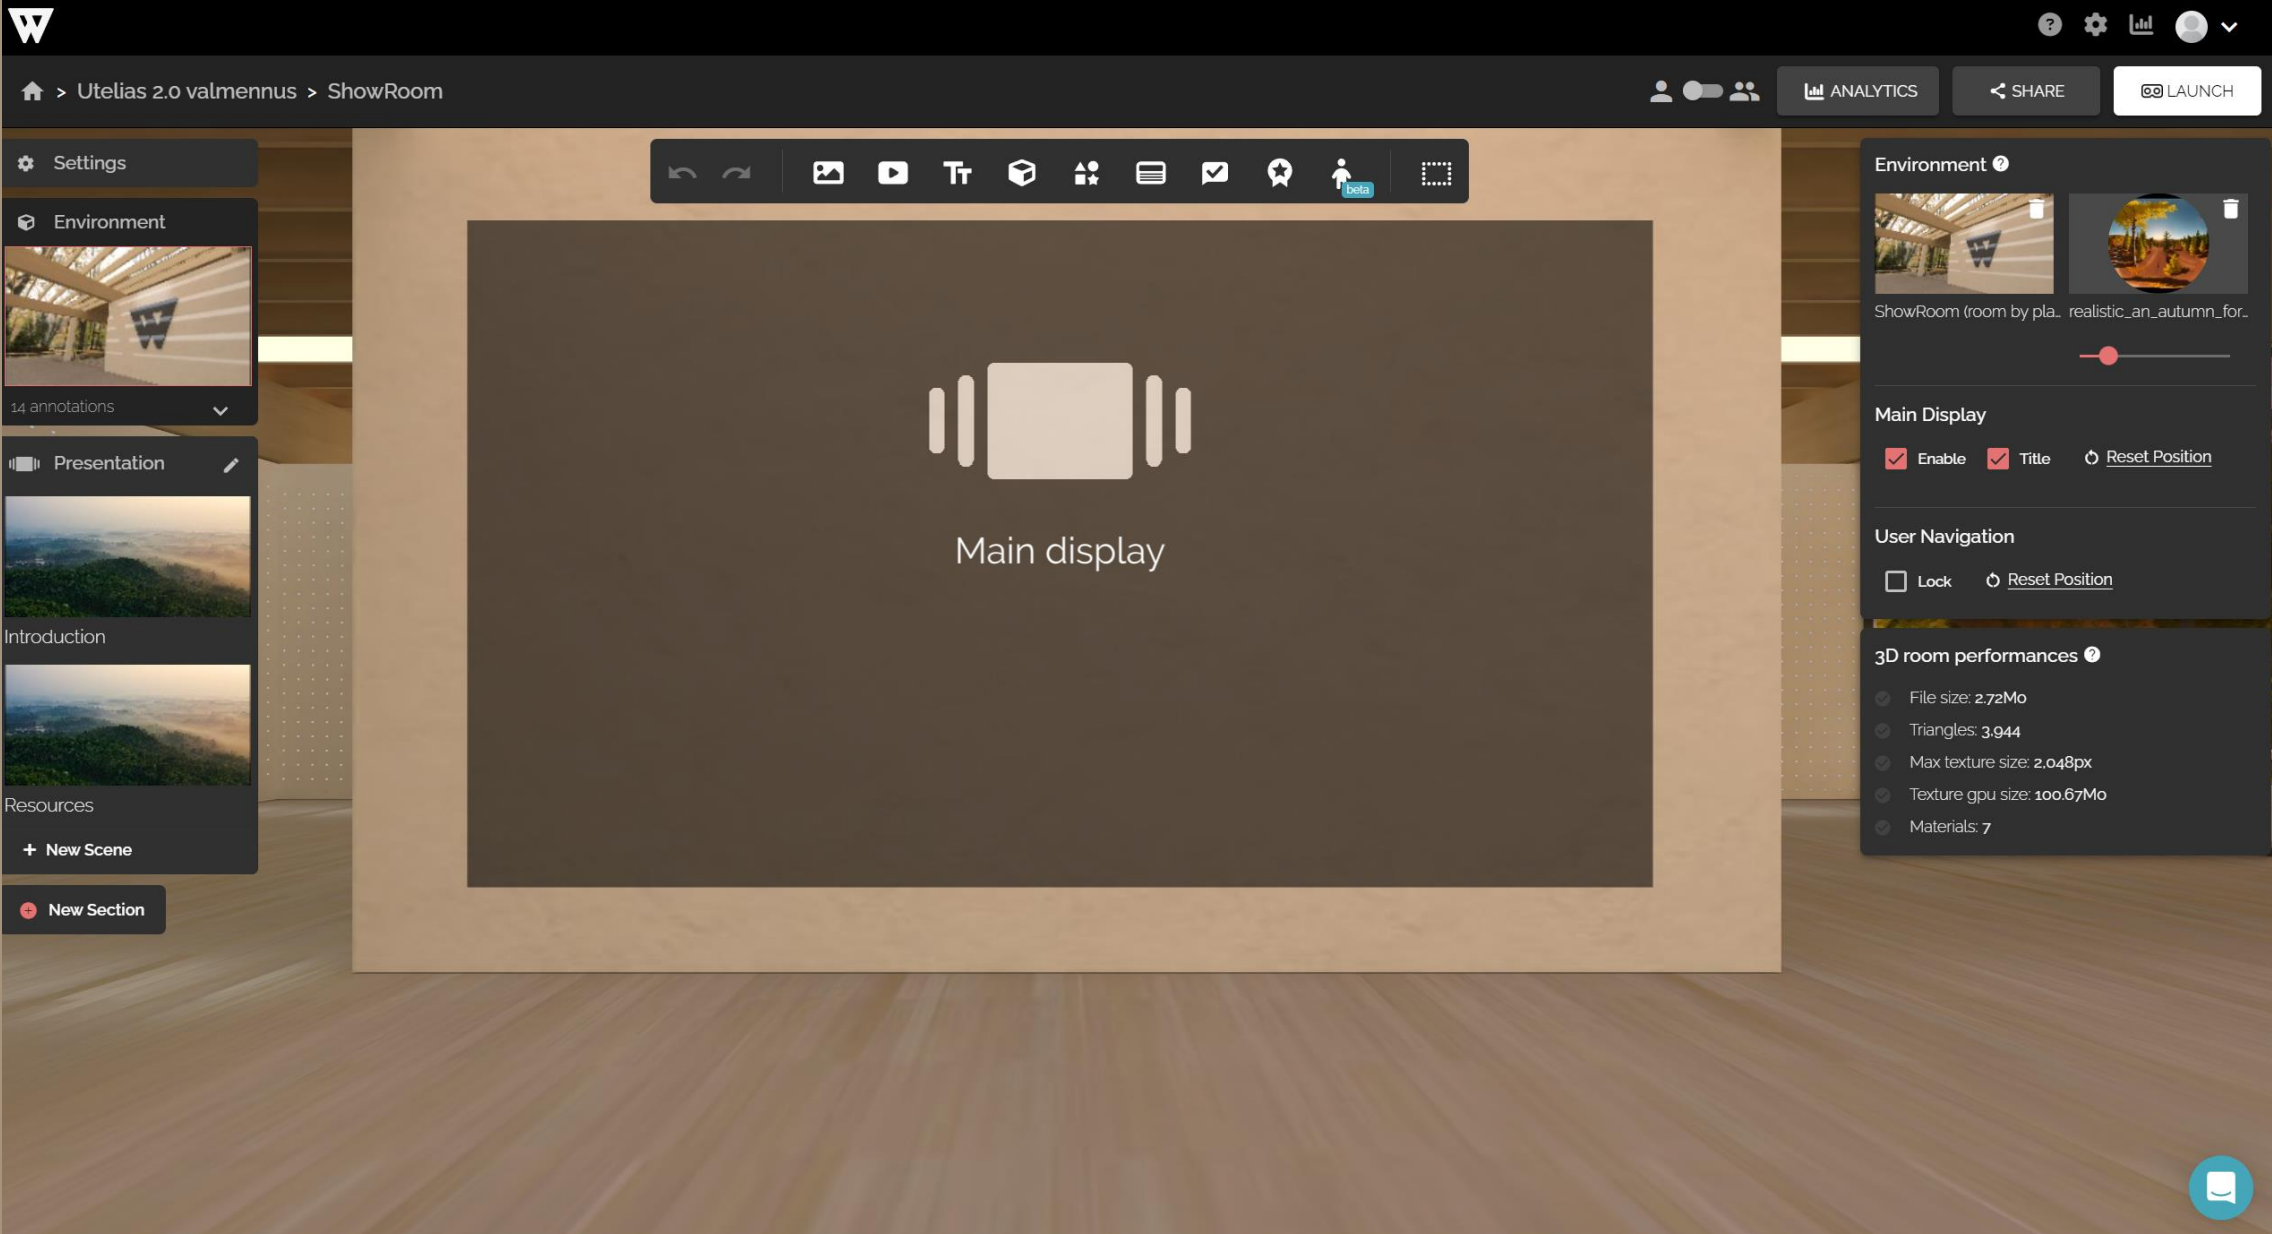 W
Utelias 2.0 valmennus > ShowRoom
ANALYTICS
SHARE
LAUNCH
Settings
Environment
W
14 annotations
Presentation
Introduction
Resources
+ New Scene
New Section
beta
Main display
Environment
ShowRoom (room by pla...
realistic_an_autumn_for...
Main Display
Enable Title Reset Position
User Navigation
Lock Reset Position
3D room performances
File size: 2.72Mo
Triangles: 3,944
Max texture size: 2,048px
Texture gpu size: 100.67Mo
Materials: 7